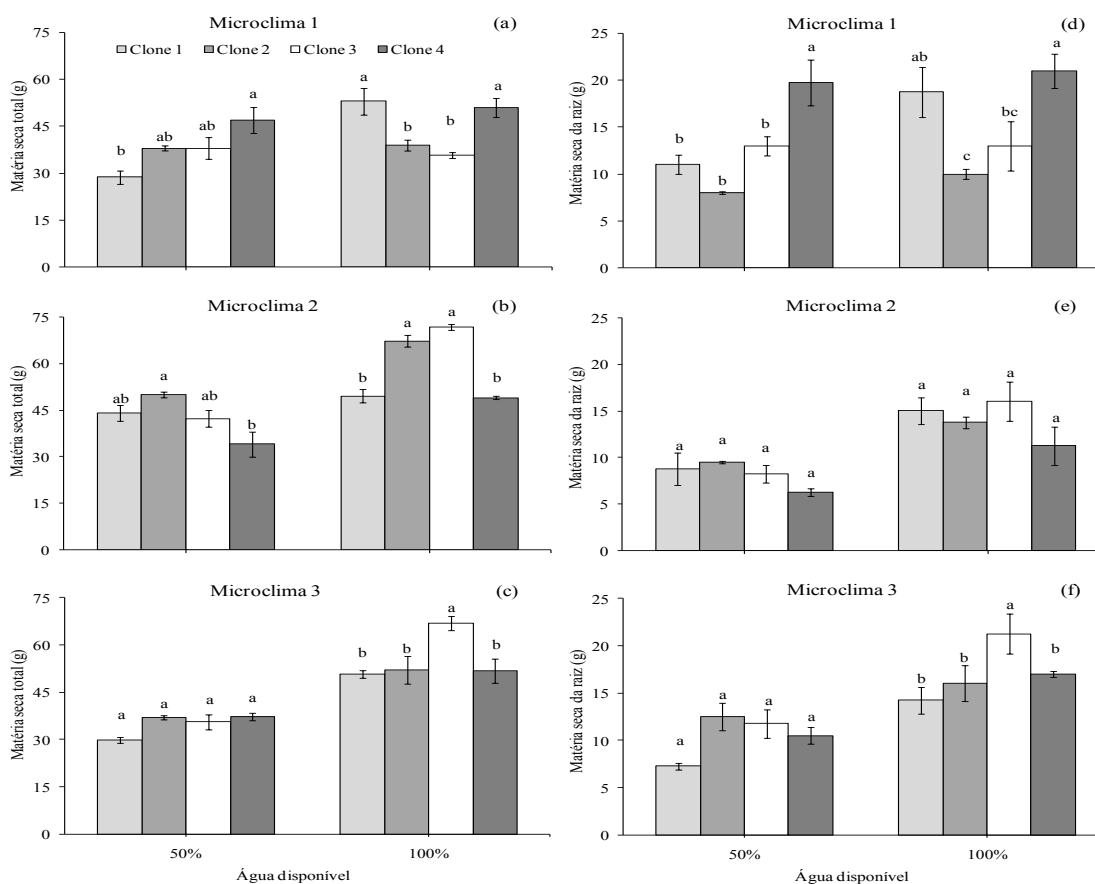 Microclima 1
(a)
Clone 1 Clone 2 Clone 3 Clone 4
Matéria seca total (g)
75
60
45
30
15
0
b
ab
ab
a
a
b
b
a
Microclima 1
(d)
Matéria seca da raiz (g)
25
20
15
10
5
0
b
b
b
a
ab
c
bc
a
Microclima 2
(b)
Matéria seca total (g)
75
60
45
30
15
0
ab
a
ab
b
b
a
a
b
Microclima 2
(e)
Matéria seca da raiz (g)
25
20
15
10
5
0
a
a
a
a
a
a
a
a
Microclima 3
(c)
Matéria seca total (g)
75
60
45
30
15
0
a
a
a
a
b
b
a
b
50%
100%
Água disponível
Microclima 3
(f)
Matéria seca da raiz (g)
25
20
15
10
5
0
a
a
a
a
b
b
a
b
50%
100%
Água disponível